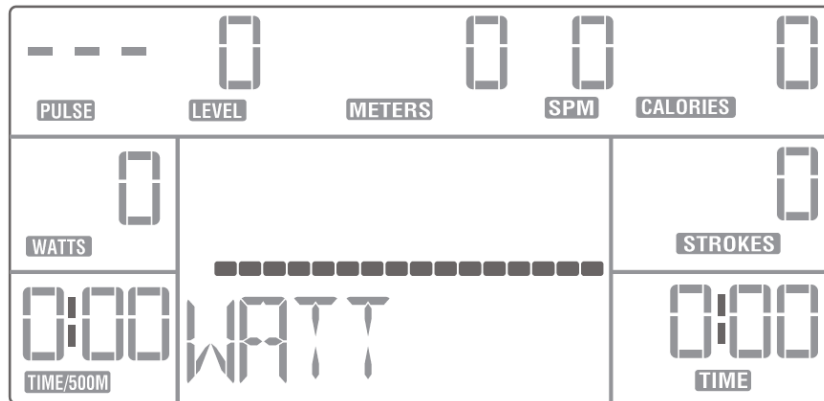 --- 0 0 0 0
PULSE LEVEL METERS SPM CALORIES
0 0
WATTS STROKES
0:00 WATT 0:00
TIME/500M TIME